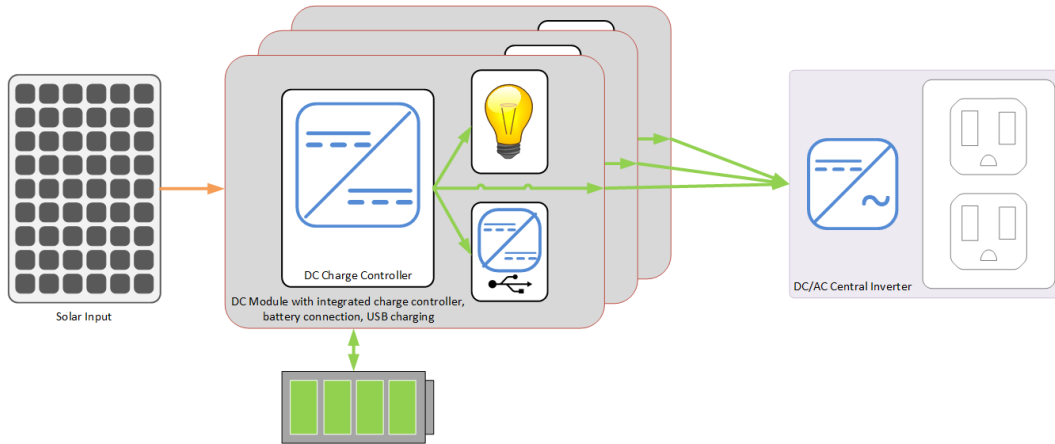 DC Charge Controller
DC Module with integrated charge controller,
battery connection, USB charging
Solar Input
DC/AC Central Inverter